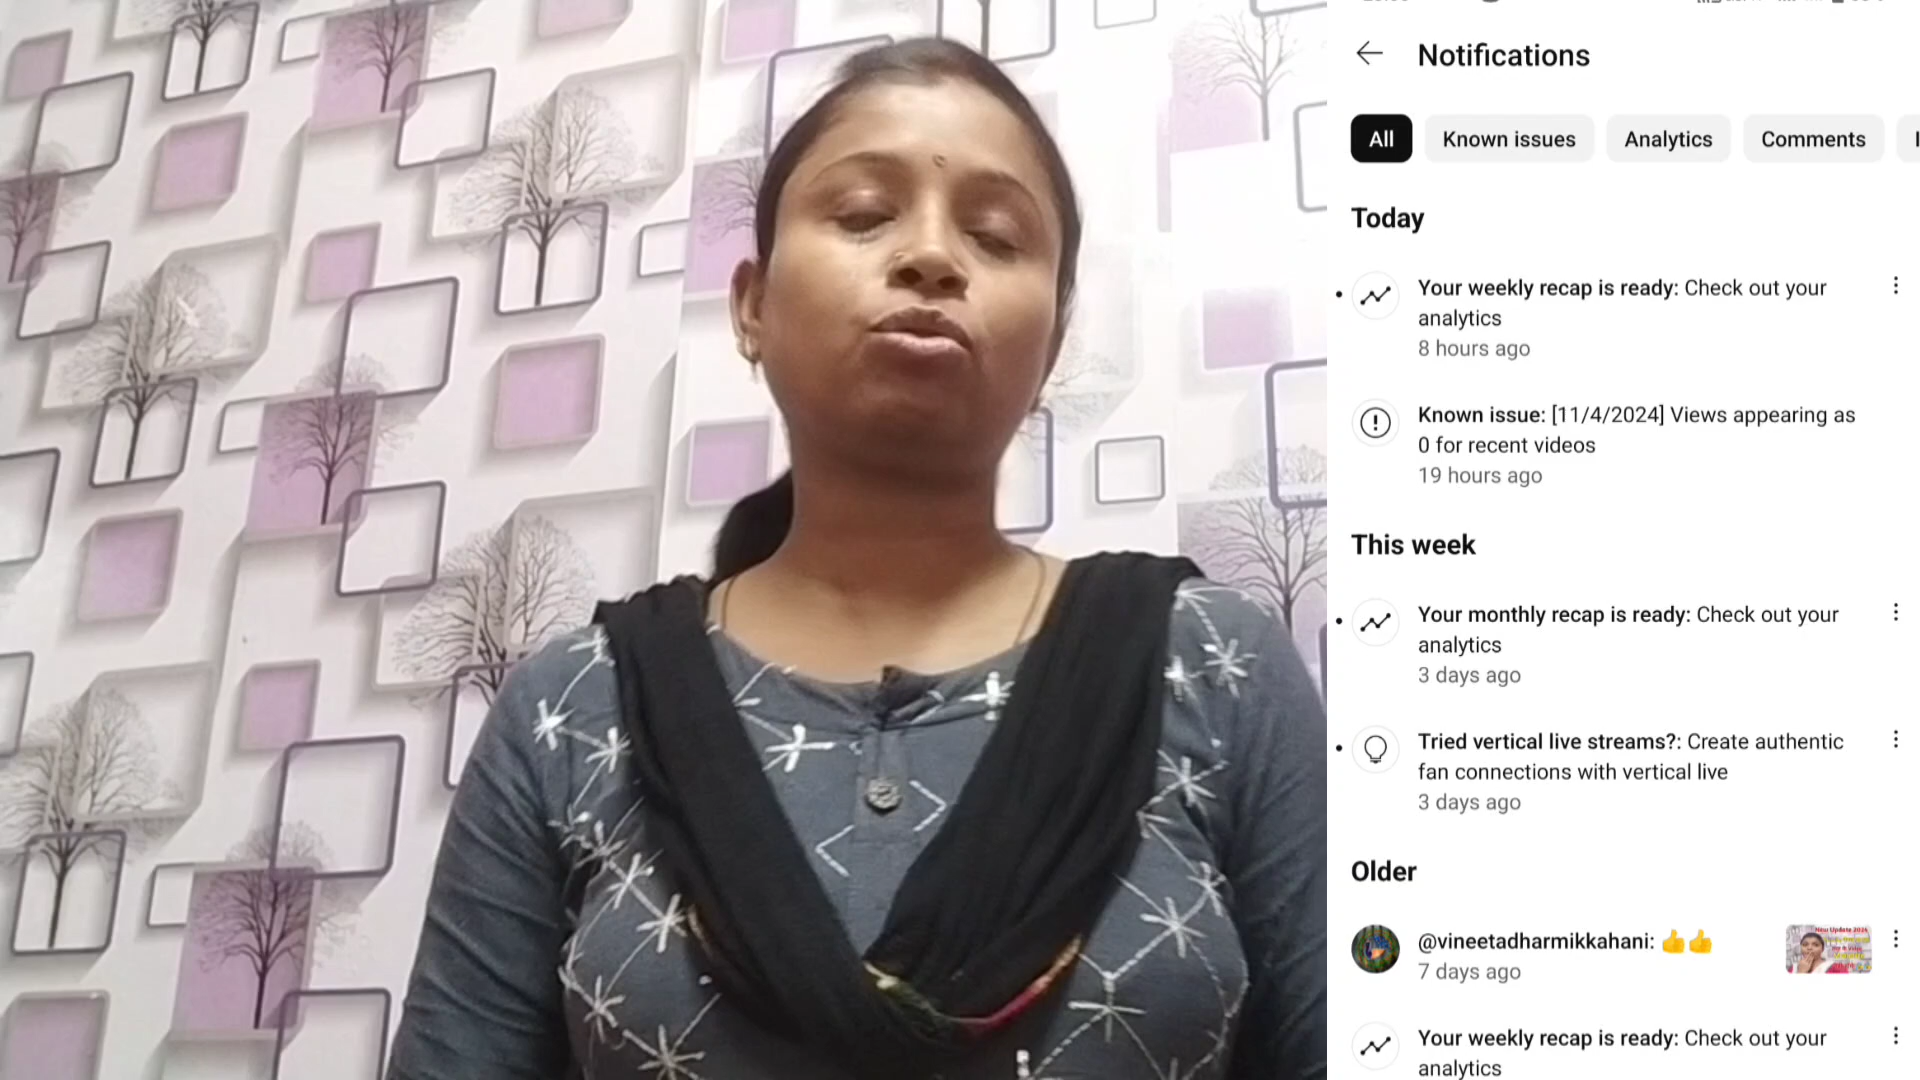 Notifications
All
Known issues
Analytics
Comments
Today
Your weekly recap is ready: Check out your
analytics
8 hours ago
Known issue: [11/4/2024] Views appearing as
0 for recent videos
19 hours ago
This week
Your monthly recap is ready: Check out your
analytics
3 days ago
Tried vertical live streams?: Create authentic
fan connections with vertical live
3 days ago
Older
@vineetadharmikkahani: 👍👍
7 days ago
New Update 2024
Your weekly recap is ready: Check out your
analytics